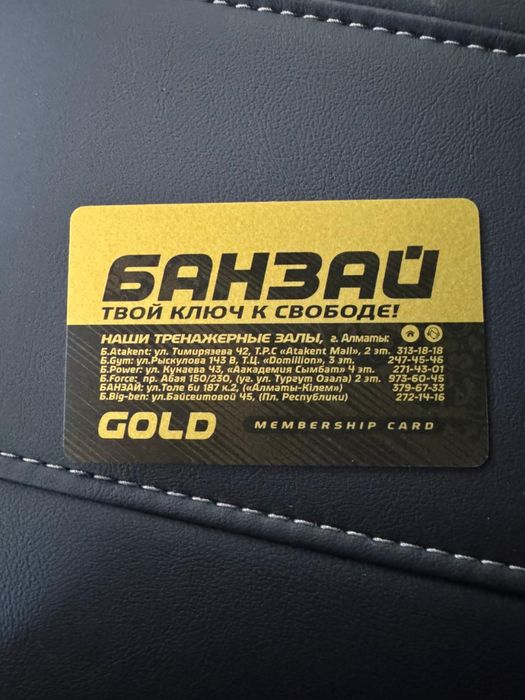 БАНЗАЙ
ТВОЙ КЛЮЧ К СВОБОДЕ!
НАШИ ТРЕНАЖЕРНЫЕ ЗАЛЫ, г. Алматы:
Б.Atakent: ул. Тимирязева 42, Т.Р.С «Atakent Mall», 2 эт. 313-18-18
Б.Gym: ул.Рыскулова 143 В, Т.Ц. «Domillion», 3 эт. 247-45-46
Б.Power: ул. Кунаева 43, «Аакадемия Сымбат» 4 эт. 271-43-01
Б.Force: пр. Абая 150/230, (уг. ул. Тургут Озала) 2 эт. 973-60-45
БАНЗАЙ: ул.Толе би 187 к.2, («Алматы-Кілем») 379-67-33
Б.Big-ben: ул.Байсеитовой 45, (Пл. Республики) 272-14-16
GOLD MEMBERSHIP CARD